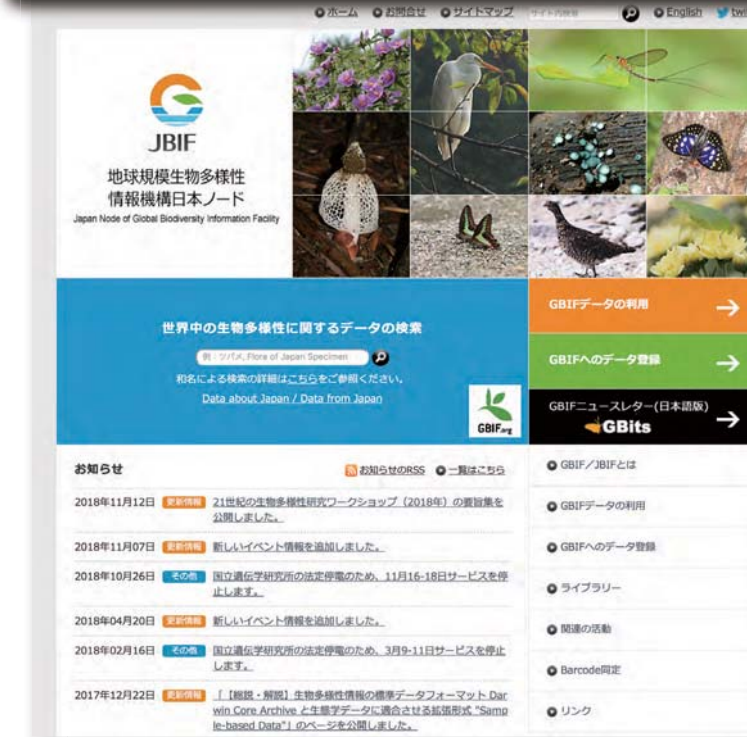 ホーム お問合せ サイトマップ サイト内検索 English
JBIF
地球規模生物多様性
情報機構日本ノード
Japan Node of Global Biodiversity Information Facility
世界中の生物多様性に関するデータの検索
例：ツバメ, Flora of Japan Specimen
和名による検索の詳細はこちらをご参照ください。
Data about Japan / Data from Japan
GBIF.org
GBIFデータの利用
GBIFへのデータ登録
GBIFニュースレター(日本語版)
GBits
お知らせ お知らせのRSS 一覧はこちら
2018年11月12日 更新情報 21世紀の生物多様性研究ワークショップ（2018年）の要旨集を
公開しました。
2018年11月07日 更新情報 新しいイベント情報を追加しました。
2018年10月26日 その他 国立遺伝学研究所の法定停電のため、11月16-18日サービスを停
止します。
2018年04月20日 更新情報 新しいイベント情報を追加しました。
2018年02月16日 その他 国立遺伝学研究所の法定停電のため、3月9-11日サービスを停止
します。
2017年12月22日 更新情報 「【総説・解説】生物多様性情報の標準データフォーマット Dar
win Core Archive と生態学データに適合させる拡張形式 "Samp
le-based Data"」のページを公開しました。
GBIF／JBIFとは
GBIFデータの利用
GBIFへのデータ登録
ライブラリー
関連の活動
Barcode同定
リンク